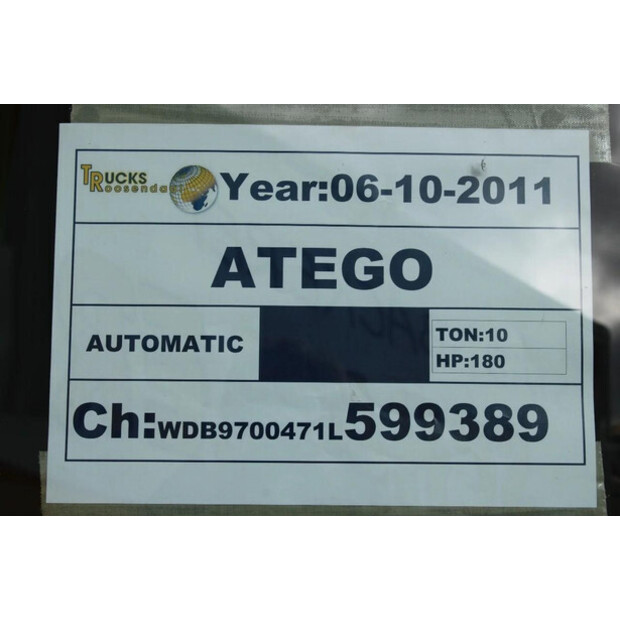 TRUCKS
Roosendaal
Year:06-10-2011
ATEGO
AUTOMATIC
TON:10
HP:180
Ch:WDB9700471L599389